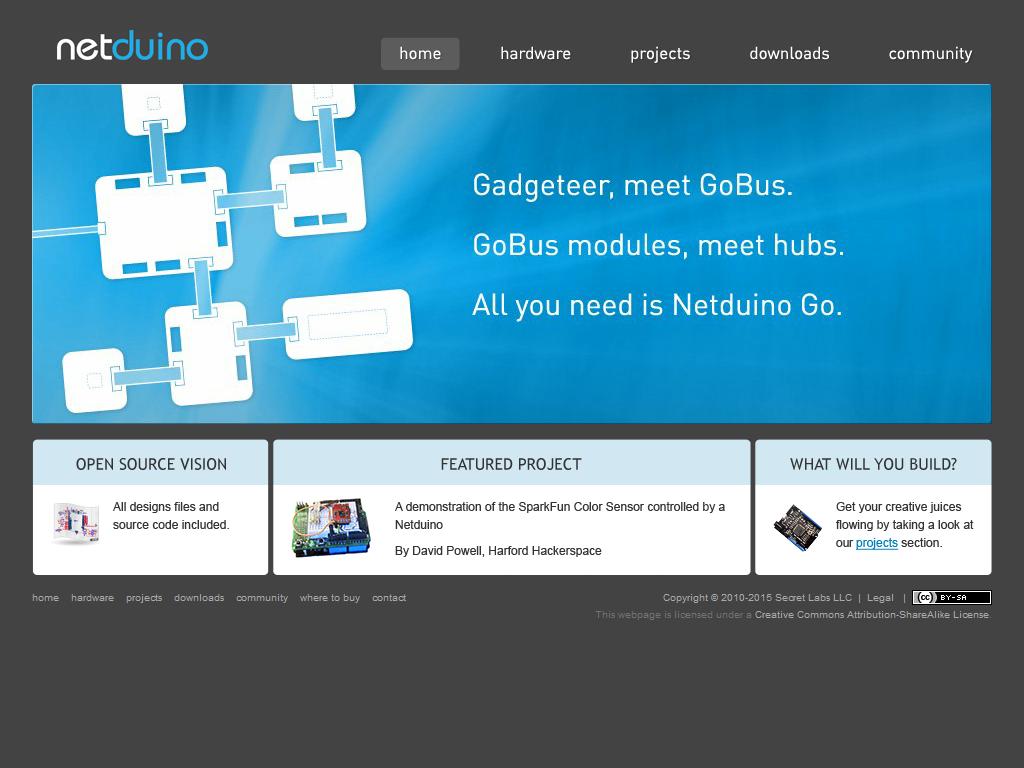 netduino
home hardware projects downloads community
Gadgeteer, meet GoBus.
GoBus modules, meet hubs.
All you need is Netduino Go.
OPEN SOURCE VISION
All designs files and
source code included.
FEATURED PROJECT
A demonstration of the SparkFun Color Sensor controlled by a
Netduino
By David Powell, Harford Hackerspace
WHAT WILL YOU BUILD?
Get your creative juices
flowing by taking a look at
our projects section.
home hardware projects downloads community where to buy contact
Copyright © 2010-2015 Secret Labs LLC | Legal | cc BY-SA
This webpage is licensed under a Creative Commons Attribution-ShareAlike License.